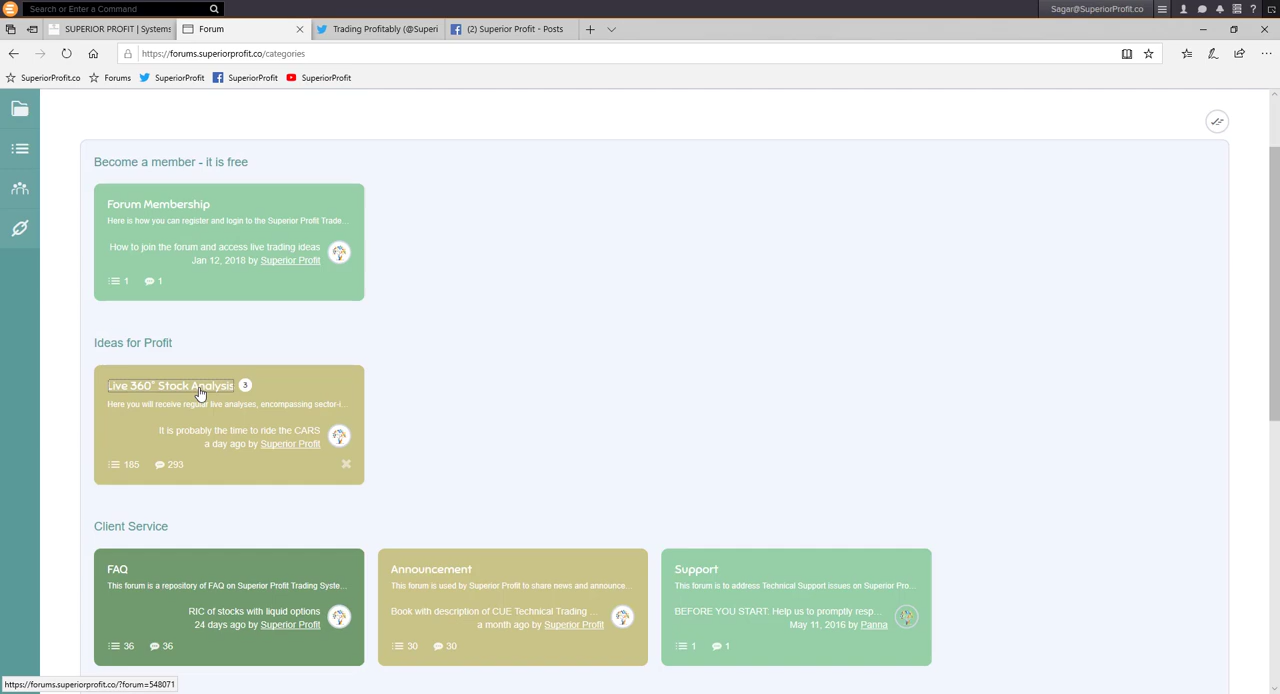 Search or Enter a Command
Sagar@SuperiorProfit.co
SUPERIOR PROFIT | Systems
Forum
Trading Profitably (@Superi
(2) Superior Profit - Posts
https://forums.superiorprofit.co/categories
SuperiorProfit.co
Forums
SuperiorProfit
SuperiorProfit
SuperiorProfit
Become a member - it is free
Forum Membership
Here is how you can register and login to the Superior Profit Trade...
How to join the forum and access live trading ideas
Jan 12, 2018 by Superior Profit
1 1
Ideas for Profit
Live 360° Stock Analysis 3
Here you will receive regular live analyses, encompassing sector-i...
It is probably the time to ride the CARS
a day ago by Superior Profit
185 293
Client Service
FAQ
This forum is a repository of FAQ on Superior Profit Trading Syste...
RIC of stocks with liquid options
24 days ago by Superior Profit
36 36
Announcement
This forum is used by Superior Profit to share news and announce...
Book with description of CUE Technical Trading ...
a month ago by Superior Profit
30 30
Support
This forum is to address Technical Support issues on Superior Pro...
BEFORE YOU START: Help us to promptly resp...
May 11, 2016 by Panna
1 1
https://forums.superiorprofit.co/?forum=548071